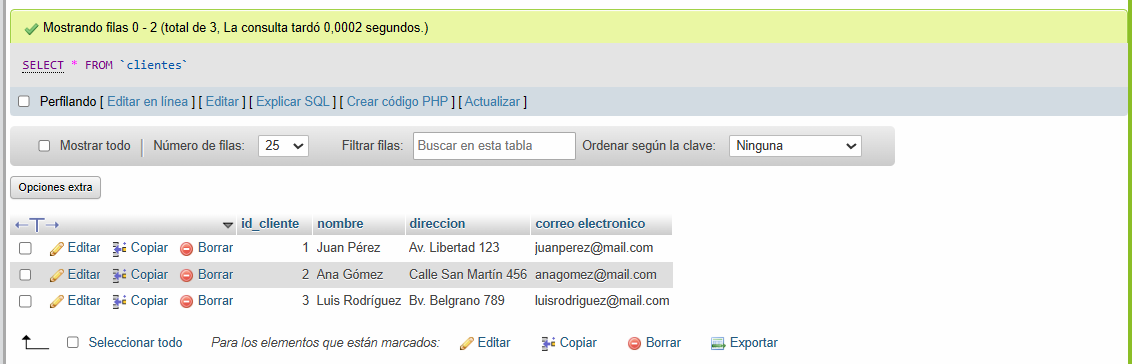 Mostrando filas 0 - 2 (total de 3, La consulta tardó 0,0002 segundos.)
SELECT * FROM `clientes`
Perfilando [ Editar en línea ] [ Editar ] [ Explicar SQL ] [ Crear código PHP ] [ Actualizar ]
Mostrar todo Número de filas: 25 Filtrar filas: Buscar en esta tabla Ordenar según la clave: Ninguna
Opciones extra
id_cliente nombre direccion correo electronico
Editar Copiar Borrar 1 Juan Pérez Av. Libertad 123 juanperez@mail.com
Editar Copiar Borrar 2 Ana Gómez Calle San Martín 456 anagomez@mail.com
Editar Copiar Borrar 3 Luis Rodríguez Bv. Belgrano 789 luisrodriguez@mail.com
Seleccionar todo Para los elementos que están marcados: Editar Copiar Borrar Exportar